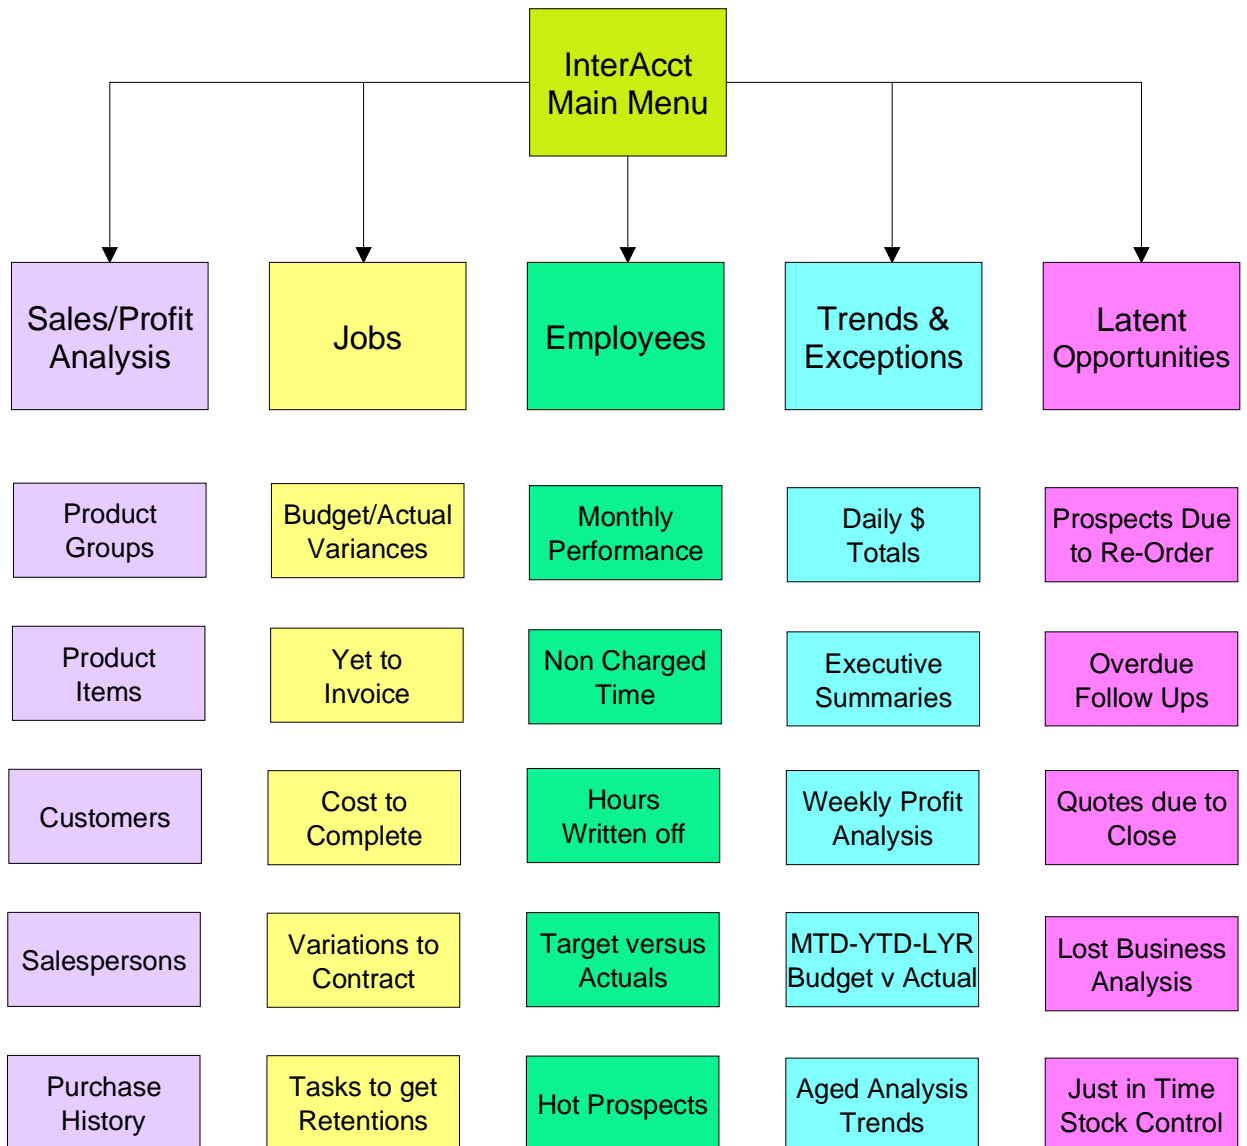 InterAcct
Main Menu
Sales/Profit
Analysis
Jobs
Employees
Trends &
Exceptions
Latent
Opportunities
Product
Groups
Budget/Actual
Variances
Monthly
Performance
Daily $
Totals
Prospects Due
to Re-Order
Product
Items
Yet to
Invoice
Non Charged
Time
Executive
Summaries
Overdue
Follow Ups
Customers
Cost to
Complete
Hours
Written off
Weekly Profit
Analysis
Quotes due to
Close
Salespersons
Variations to
Contract
Target versus
Actuals
MTD-YTD-LYR
Budget v Actual
Lost Business
Analysis
Purchase
History
Tasks to get
Retentions
Hot Prospects
Aged Analysis
Trends
Just in Time
Stock Control